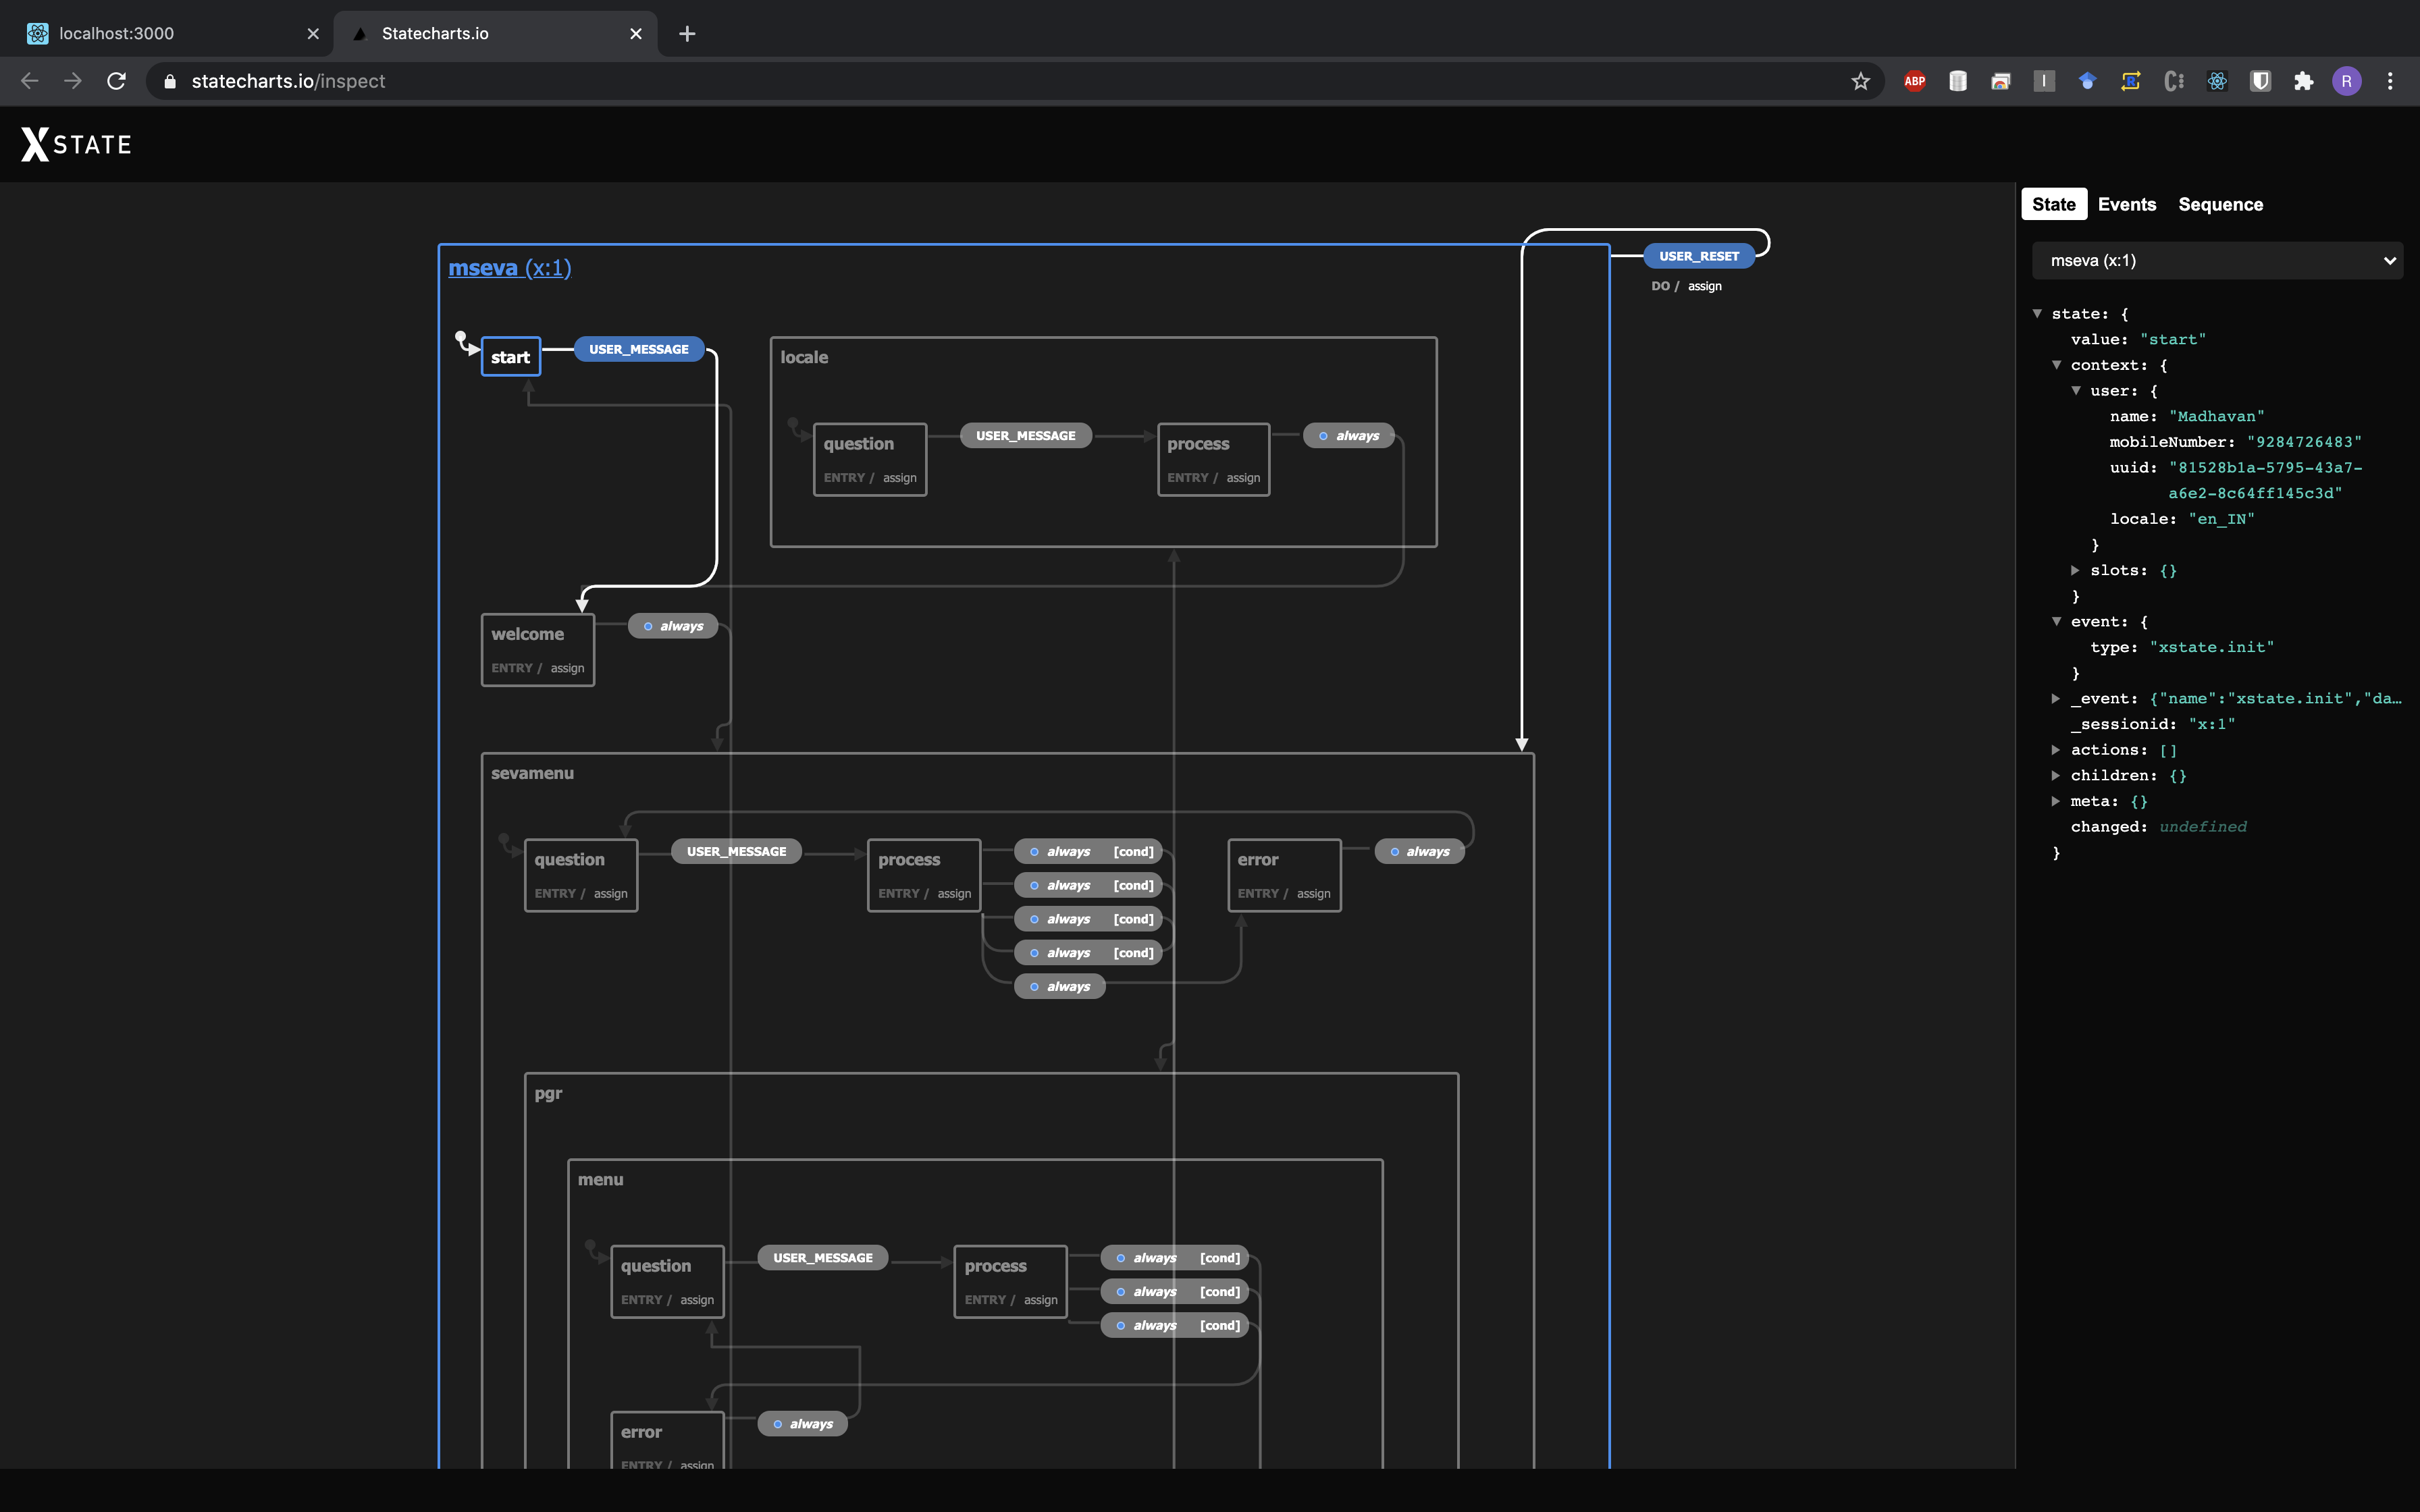 localhost:3000
Statecharts.io
statecharts.io/inspect
ABP
R
XSTATE
State Events Sequence
mseva (x:1)
mseva (x:1)
USER_RESET
DO / assign
start
USER_MESSAGE
locale
question
ENTRY / assign
USER_MESSAGE
process
ENTRY / assign
always
welcome
ENTRY / assign
always
sevamenu
question
ENTRY / assign
USER_MESSAGE
process
ENTRY / assign
always [cond]
always [cond]
always [cond]
always [cond]
always
error
ENTRY / assign
always
pgr
menu
question
ENTRY / assign
USER_MESSAGE
process
ENTRY / assign
always [cond]
always [cond]
always [cond]
error
ENTRY / assign
always
state: {
value: "start"
context: {
user: {
name: "Madhavan"
mobileNumber: "9284726483"
uuid: "81528b1a-5795-43a7-
a6e2-8c64ff145c3d"
locale: "en_IN"
}
slots: {}
}
event: {
type: "xstate.init"
}
_event: {"name":"xstate.init","da…
_sessionid: "x:1"
actions: []
children: {}
meta: {}
changed: undefined
}